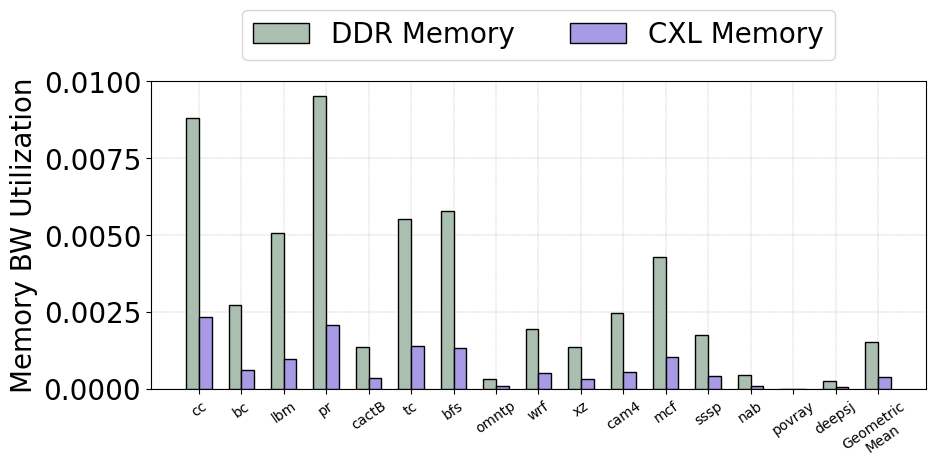 DDR Memory CXL Memory
Memory BW Utilization
0.0100
0.0075
0.0050
0.0025
0.0000
cc bc lbm pr cactB tc bfs omntp wrf xz cam4 mcf sssp nab povray deepsj Geometric
Mean